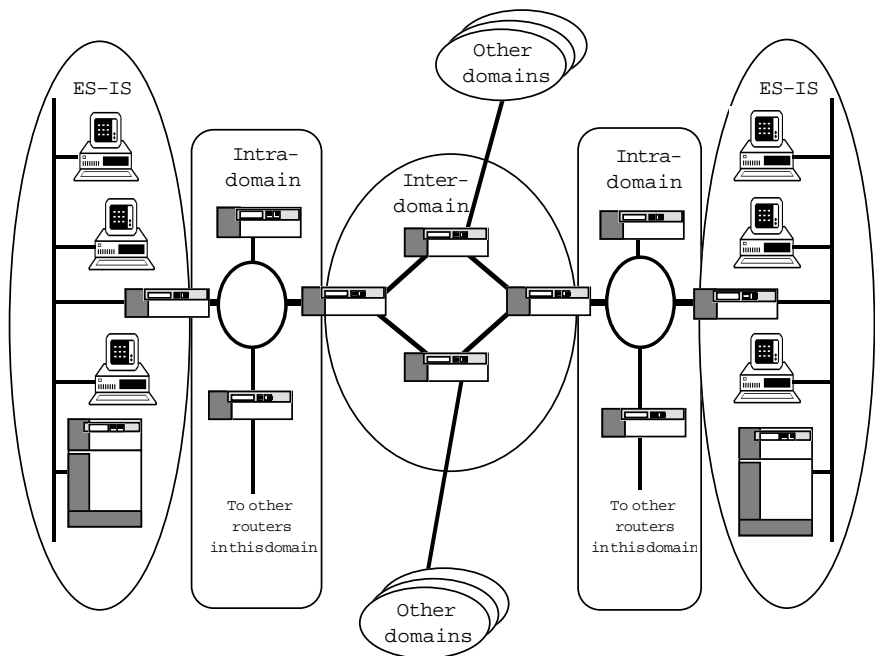 Other
domains
ES-IS
ES-IS
Intra-
domain
Inter-
domain
Intra-
domain
To other
routers
inthisdomain
To other
routers
inthisdomain
Other
domains